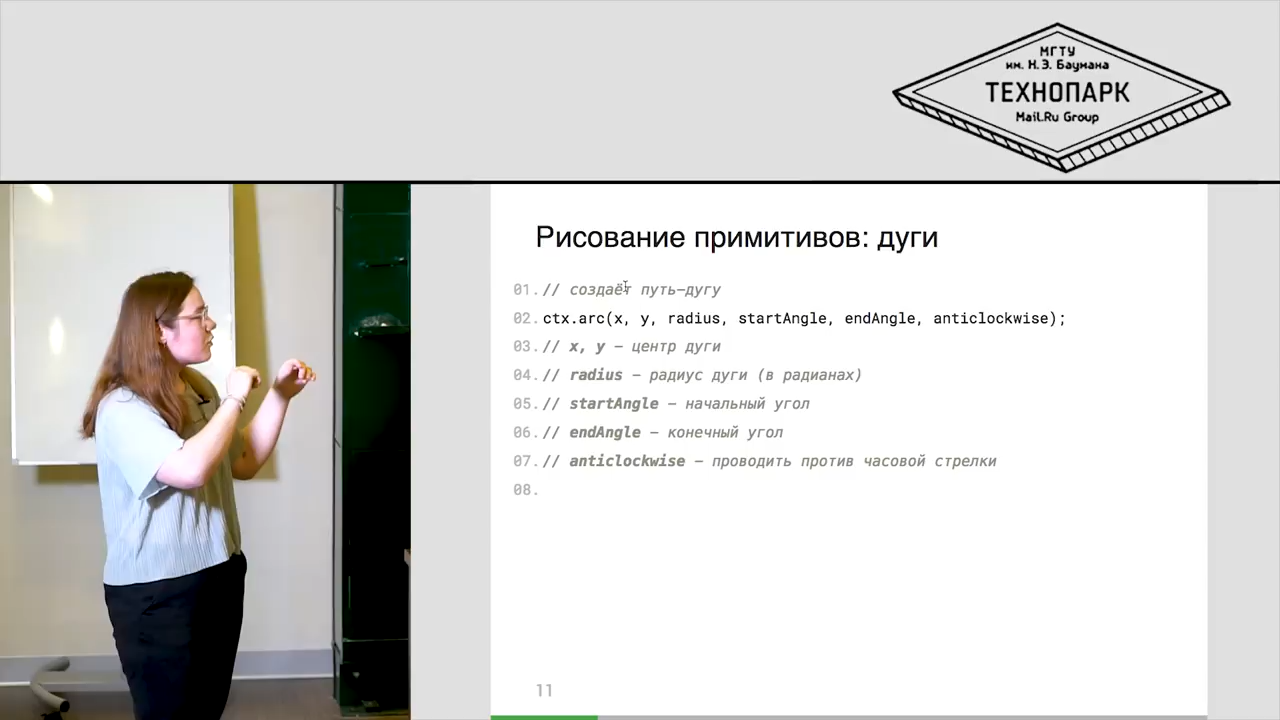 МГТУ
им. Н.Э. Баумана
ТЕХНОПАРК
Mail.Ru Group
Рисование примитивов: дуги
01. // создаёт путь–дугу
02. ctx.arc(x, y, radius, startAngle, endAngle, anticlockwise);
03. // x, y – центр дуги
04. // radius – радиус дуги (в радианах)
05. // startAngle – начальный угол
06. // endAngle – конечный угол
07. // anticlockwise – проводить против часовой стрелки
08.
11